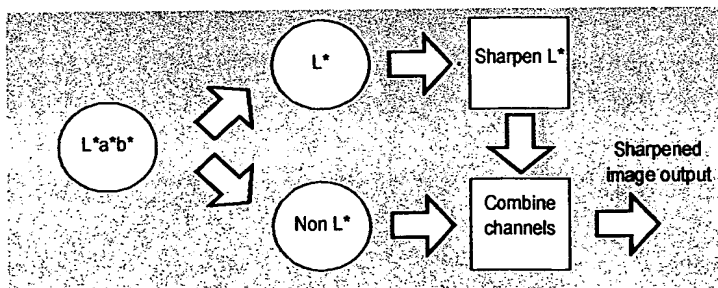 L*
Sharpen L*
L*a*b*
Sharpened
image output
Non L*
Combine
channels